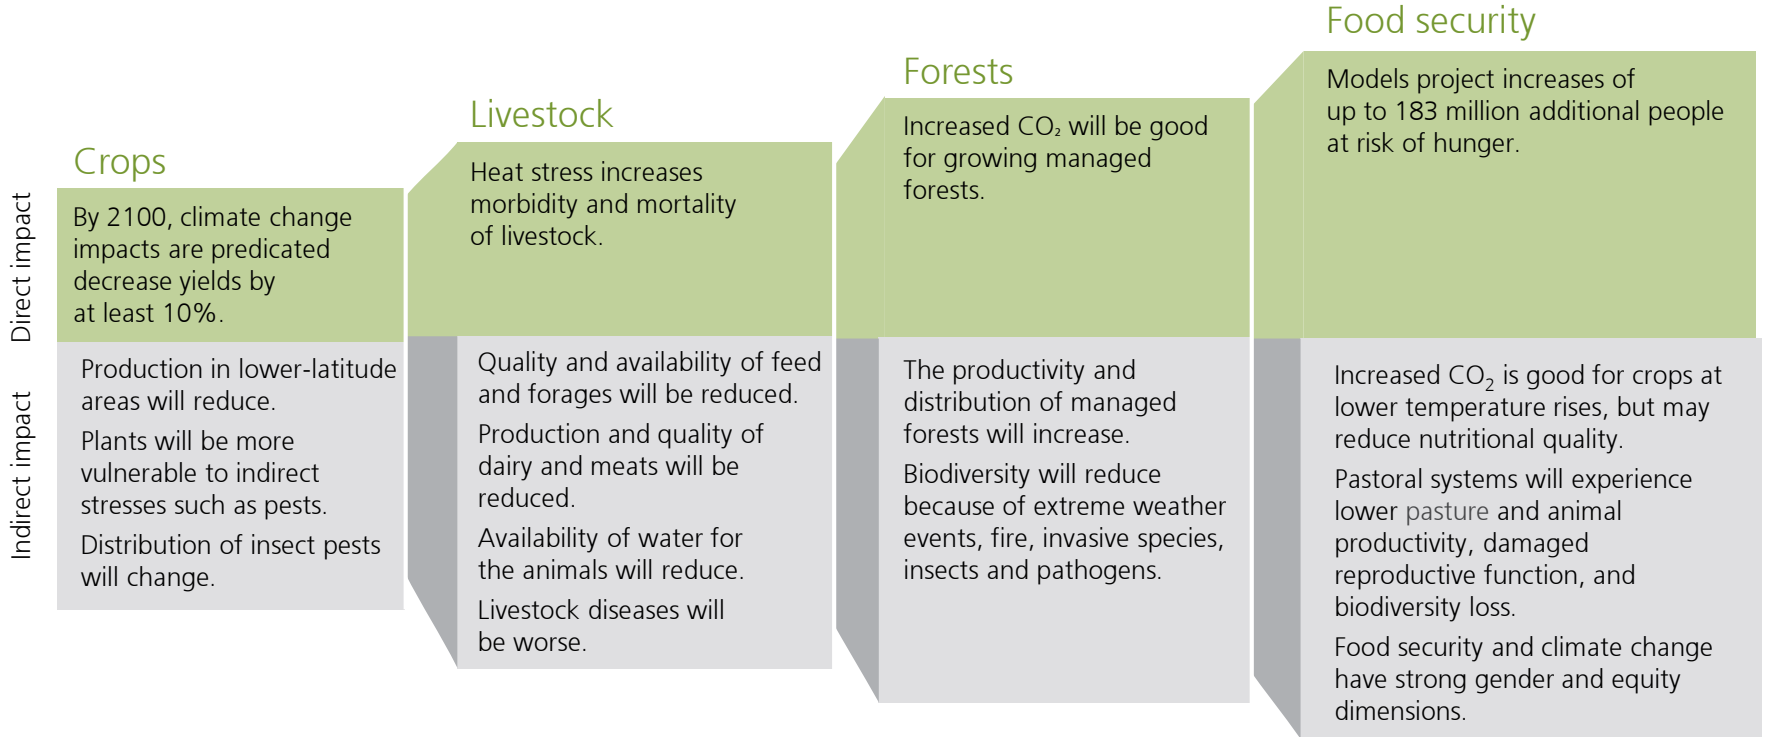 Crops
Direct impact
By 2100, climate change
impacts are predicated
decrease yields by
at least 10%.
Indirect impact
Production in lower-latitude
areas will reduce.
Plants will be more
vulnerable to indirect
stresses such as pests.
Distribution of insect pests
will change.
Livestock
Heat stress increases
morbidity and mortality
of livestock.
Quality and availability of feed
and forages will be reduced.
Production and quality of
dairy and meats will be
reduced.
Availability of water for
the animals will reduce.
Livestock diseases will
be worse.
Forests
Increased CO₂ will be good
for growing managed
forests.
The productivity and
distribution of managed
forests will increase.
Biodiversity will reduce
because of extreme weather
events, fire, invasive species,
insects and pathogens.
Food security
Models project increases of
up to 183 million additional people
at risk of hunger.
Increased CO₂ is good for crops at
lower temperature rises, but may
reduce nutritional quality.
Pastoral systems will experience
lower pasture and animal
productivity, damaged
reproductive function, and
biodiversity loss.
Food security and climate change
have strong gender and equity
dimensions.